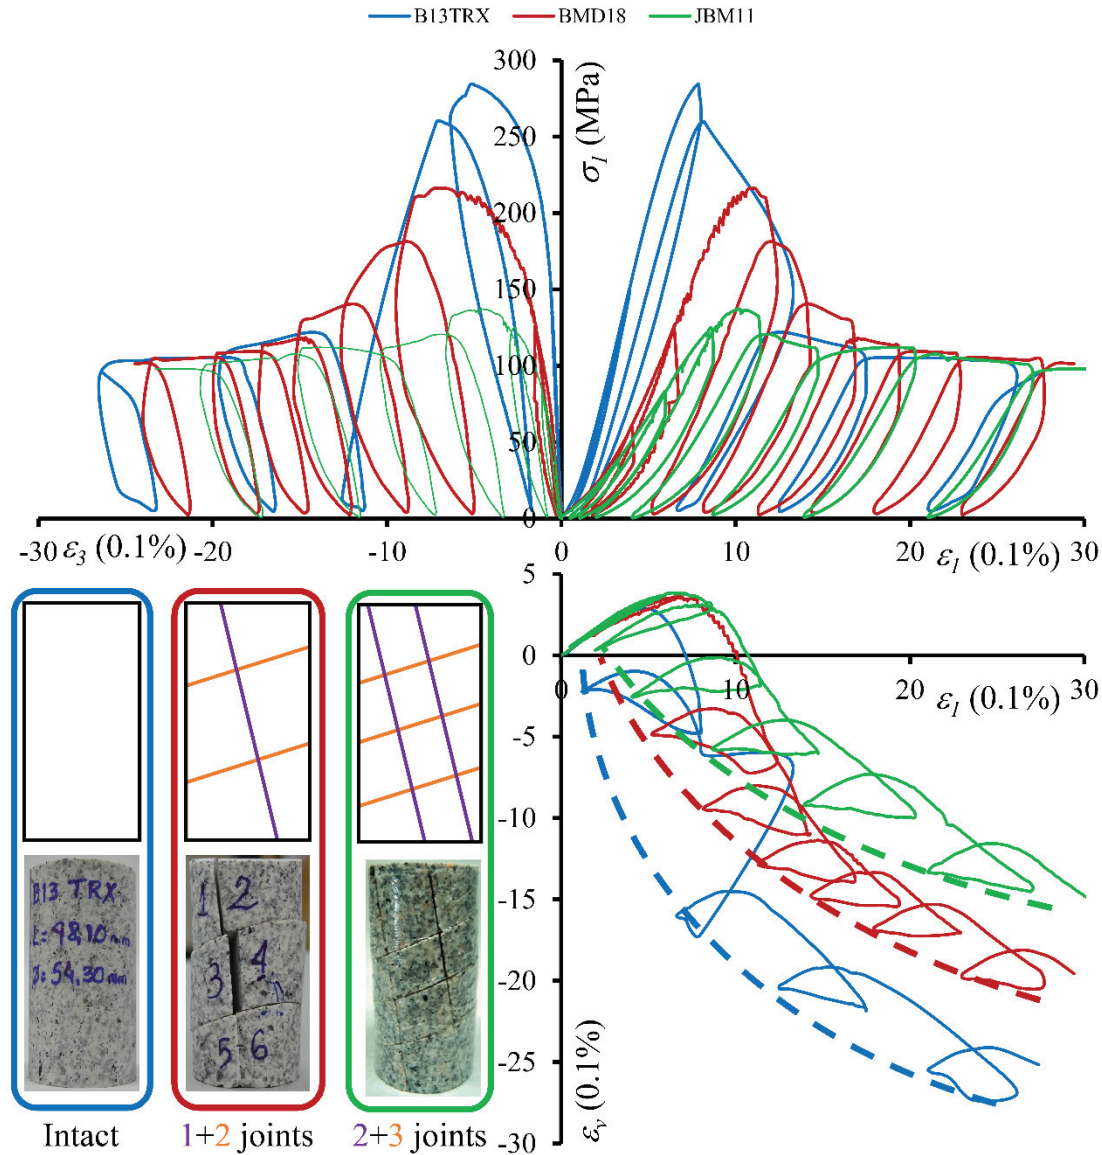 B13TRX BMD18 JBM11
300
250
200
150
100
50
0
σ1 (MPa)
-30 ε3 (0.1%) -20 -10 0 10 20 ε1 (0.1%) 30
5
0
-5
-10
-15
-20
-25
-30
0 10 20 30
ε1 (0.1%)
εv (0.1%)
B13 TRX
L=98,10 mm
D=54,30 mm
1 2
3 4
5 6
Intact 1+2 joints 2+3 joints